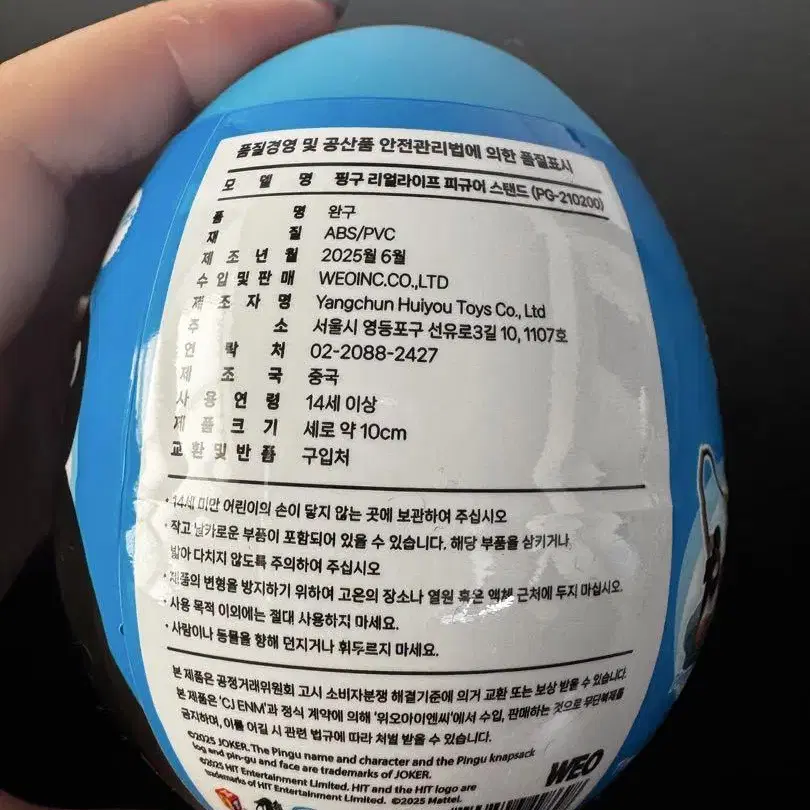 품질경영 및 공산품 안전관리법에 의한 품질표시
모 델 명 핑구 리얼라이프 피규어 스탠드 (PG-210200)
품 명 완구
재 질 ABS/PVC
제 조 년 월 2025월 6월
수 입 및 판 매 WEOINC.CO.,LTD
제 조 자 명 Yangchun Huiyou Toys Co., Ltd
주 소 서울시 영등포구 선유로3길 10, 1107호
연 락 처 02-2088-2427
제 조 국 중국
사 용 연 령 14세 이상
제 품 크 기 세로 약 10cm
교 환 및 반 품 구입처
• 14세 미만 어린이의 손이 닿지 않는 곳에 보관하여 주십시오
• 작고 날카로운 부품이 포함되어 있을 수 있습니다. 해당 부품을 삼키거나
밟아 다치지 않도록 주의하여 주십시오
• 제품의 변형을 방지하기 위하여 고온의 장소나 열원 혹은 액체 근처에 두지 마십시오.
• 사용 목적 이외에는 절대 사용하지 마세요.
• 사람이나 동물을 향해 던지거나 휘두르지 마세요.
본 제품은 공정거래위원회 고시 소비자분쟁 해결기준에 의거 교환 또는 보상 받을 수 있습니다.
본 제품은 'CJ ENM'과 정식 계약에 의해 '위오아이엔씨'에서 수입, 판매하는 것으로 무단복제를
금지하며, 이를 어길 시 관련 법규에 따라 처벌 받을 수 있습니다.
©2025 JOKER. The Pingu name and character and the Pingu knapsack
log and pin-gu and face are trademarks of JOKER.
©2025 HIT Entertainment Limited. HIT and the HIT logo are
trademarks of HIT Entertainment Limited. ©2025 Mattel.
WEO